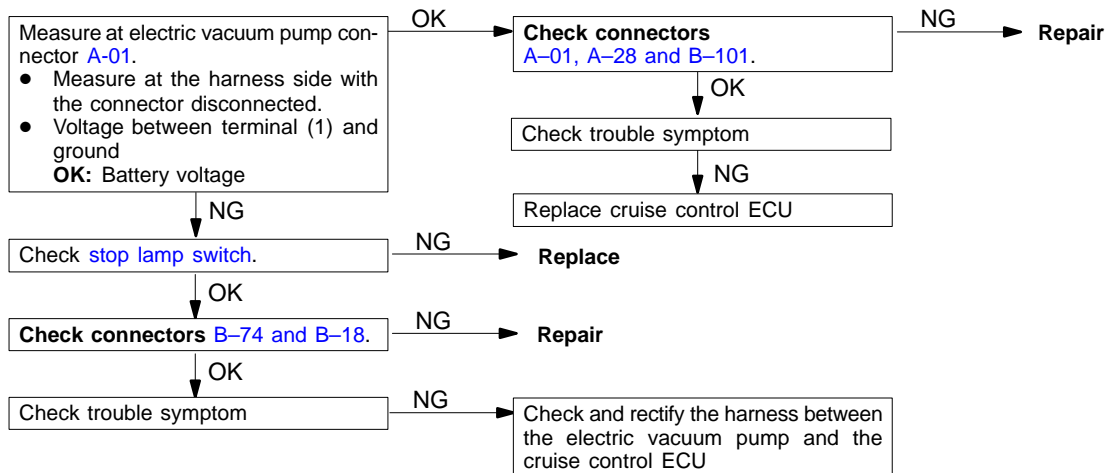 Measure at electric vacuum pump con-
nector A-01.
● Measure at the harness side with
the connector disconnected.
● Voltage between terminal (1) and
ground
OK: Battery voltage
OK
Check connectors
A–01, A–28 and B–101.
NG
Repair
OK
Check trouble symptom
NG
Replace cruise control ECU
NG
Check stop lamp switch.
NG
Replace
OK
Check connectors B–74 and B–18.
NG
Repair
OK
Check trouble symptom
NG
Check and rectify the harness between
the electric vacuum pump and the
cruise control ECU